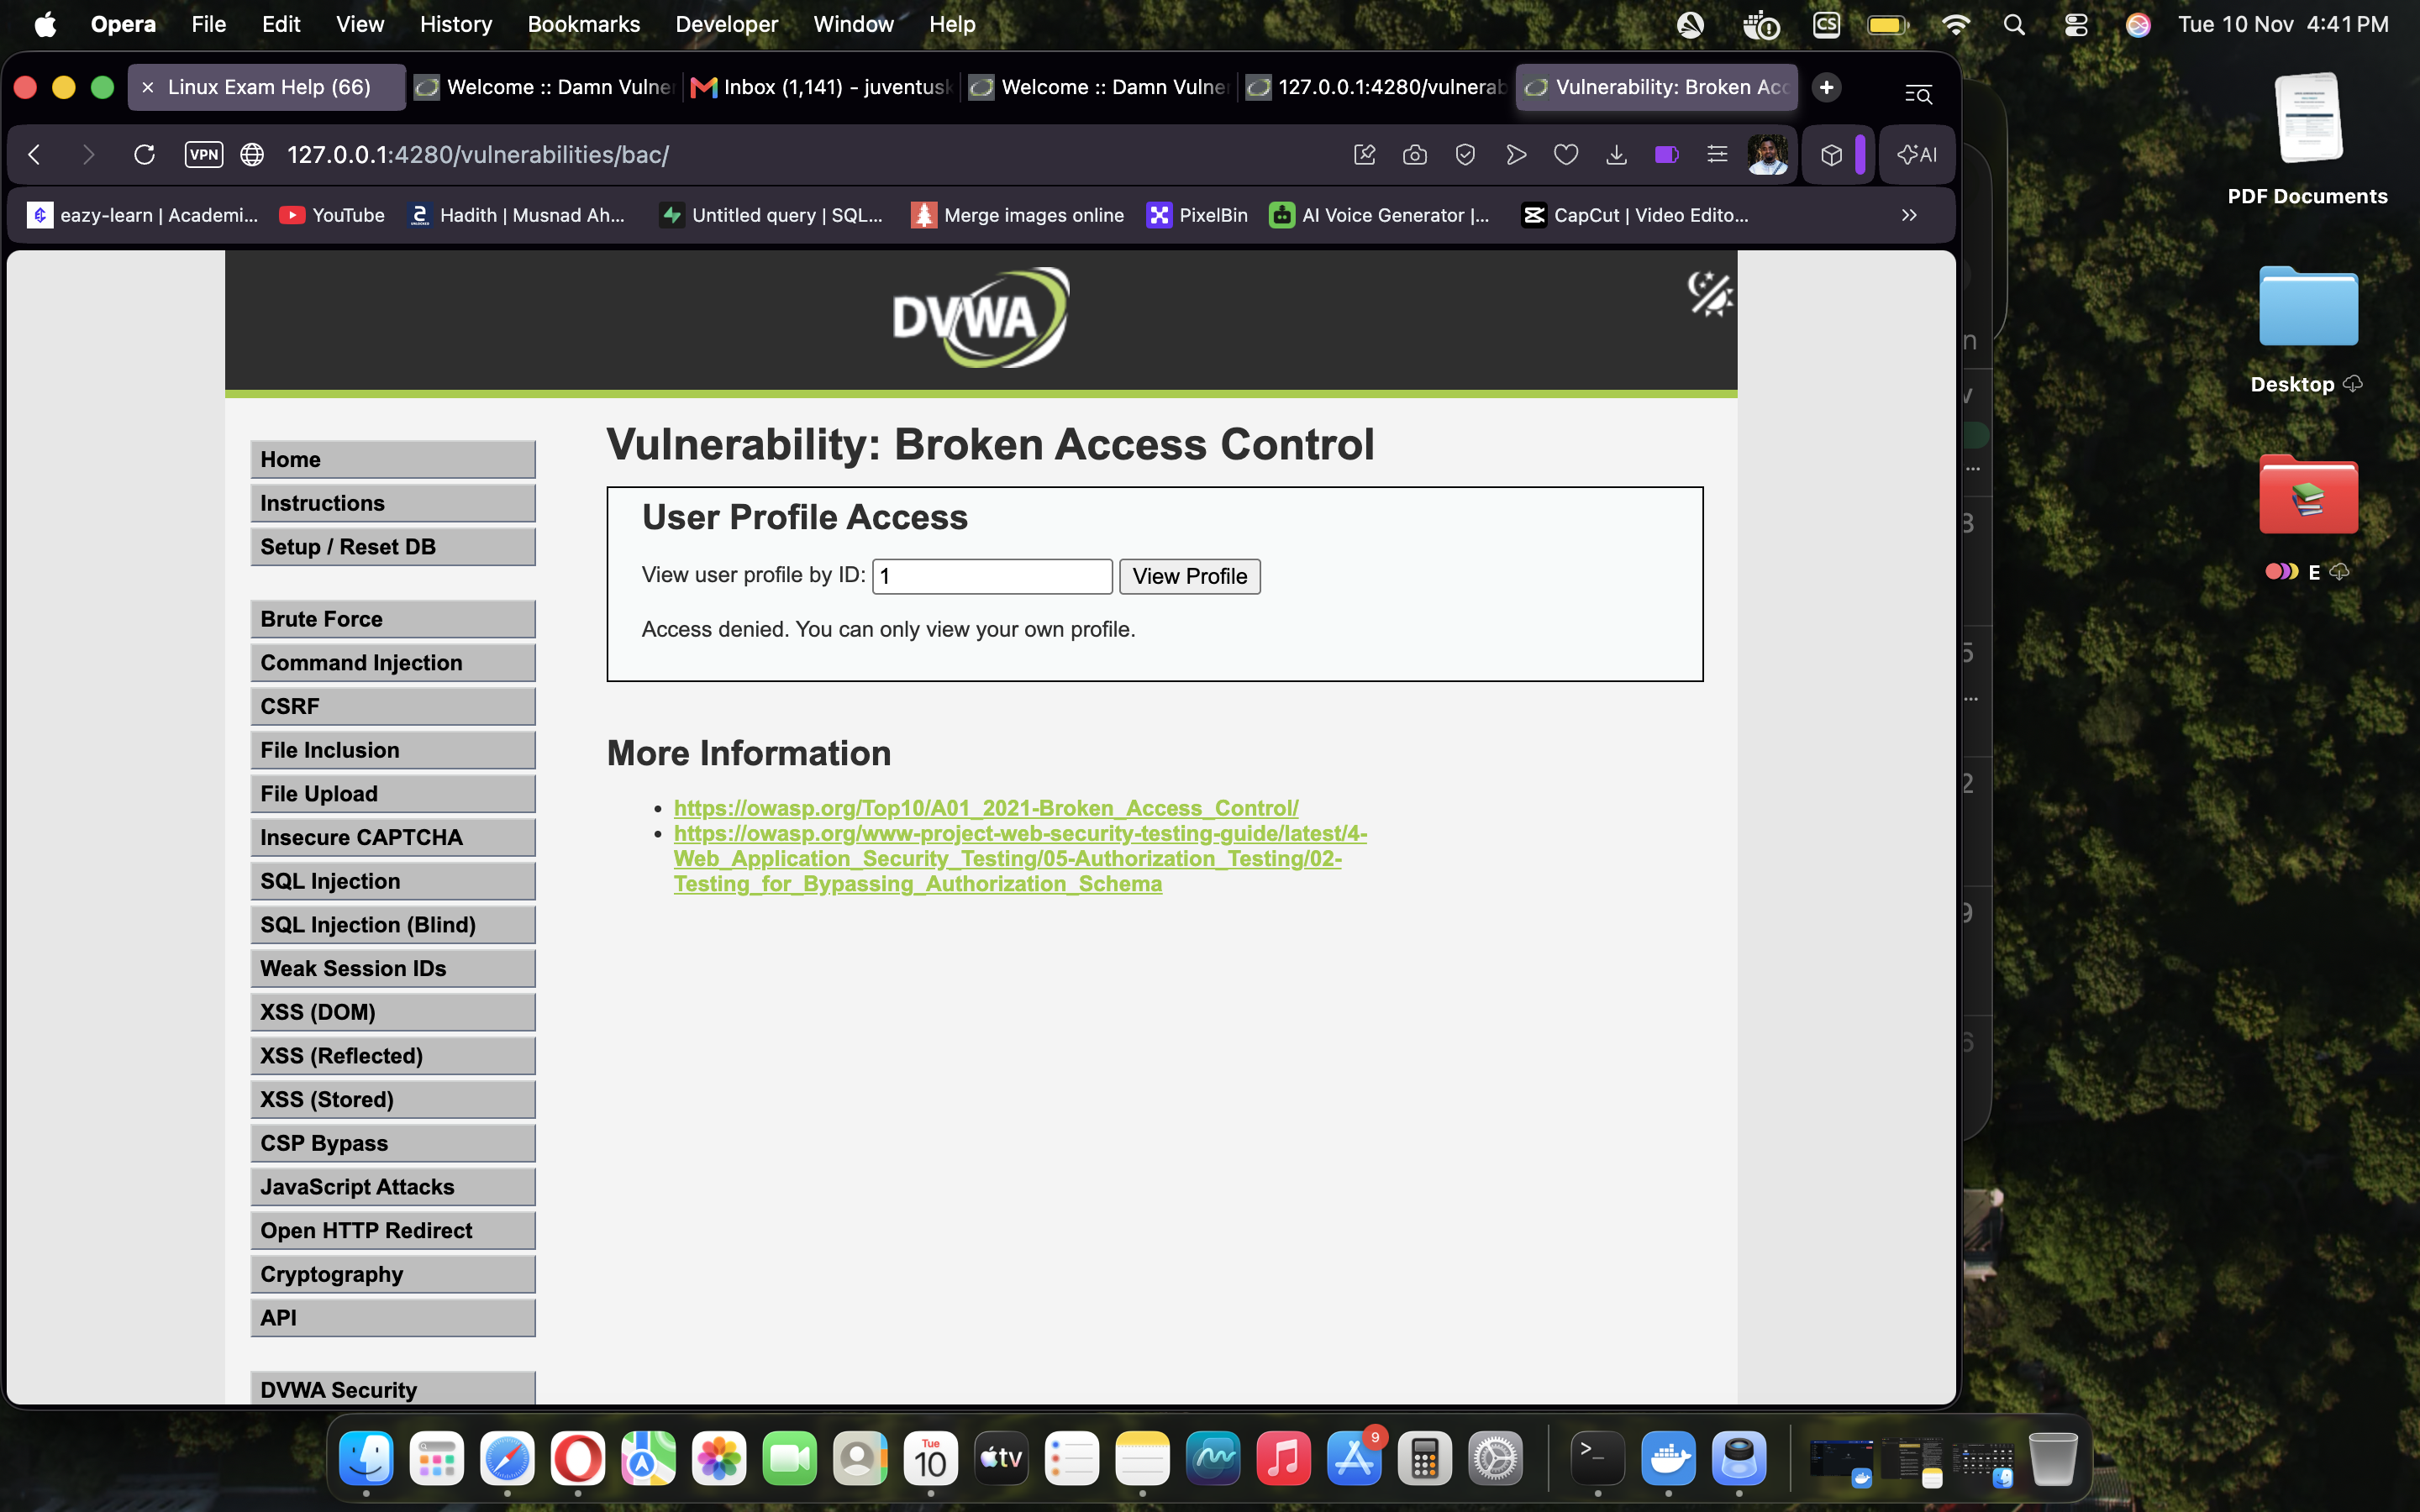 Opera File Edit View History Bookmarks Developer Window Help CS Tue 10 Nov 4:41 PM
Linux Exam Help (66) Welcome :: Damn Vulne Inbox (1,141) - juventusk Welcome :: Damn Vulne 127.0.0.1:4280/vulnerab Vulnerability: Broken Acc
VPN 127.0.0.1:4280/vulnerabilities/bac/ AI
eazy-learn | Academi... YouTube Hadith | Musnad Ah... Untitled query | SQL... Merge images online PixelBin AI Voice Generator |... CapCut | Video Edito...
DVWA
Home
Instructions
Setup / Reset DB
Brute Force
Command Injection
CSRF
File Inclusion
File Upload
Insecure CAPTCHA
SQL Injection
SQL Injection (Blind)
Weak Session IDs
XSS (DOM)
XSS (Reflected)
XSS (Stored)
CSP Bypass
JavaScript Attacks
Open HTTP Redirect
Cryptography
API
DVWA Security
Vulnerability: Broken Access Control
User Profile Access
View user profile by ID: 1 View Profile
Access denied. You can only view your own profile.
More Information
https://owasp.org/Top10/A01_2021-Broken_Access_Control/
https://owasp.org/www-project-web-security-testing-guide/latest/4-
Web_Application_Security_Testing/05-Authorization_Testing/02-
Testing_for_Bypassing_Authorization_Schema
PDF Documents
Desktop
E
Tue
10
tv
9